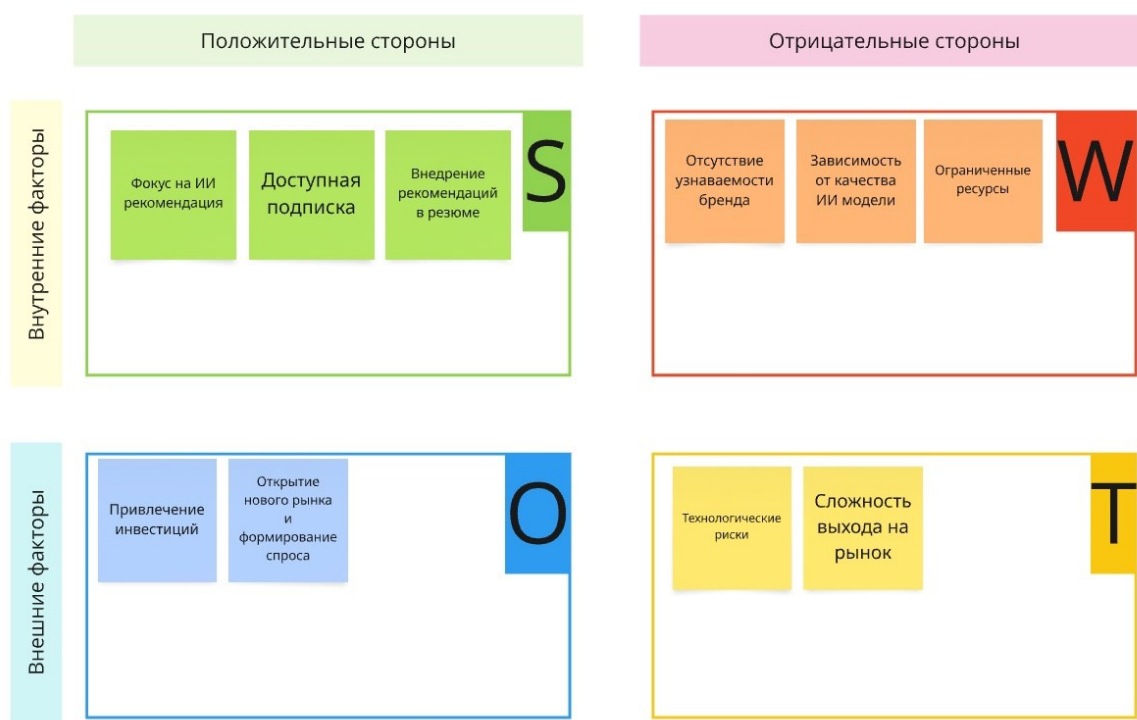 Положительные стороны
Отрицательные стороны
Внутренние факторы
Фокус на ИИ
рекомендация
Доступная
подписка
Внедрение
рекомендаций
в резюме
S
Отсутствие
узнаваемости
бренда
Зависимость
от качества
ИИ модели
Ограниченные
ресурсы
W
Внешние факторы
Привлечение
инвестиций
Открытие
нового рынка
и
формирование
спроса
O
Технологические
риски
Сложность
выхода на
рынок
T